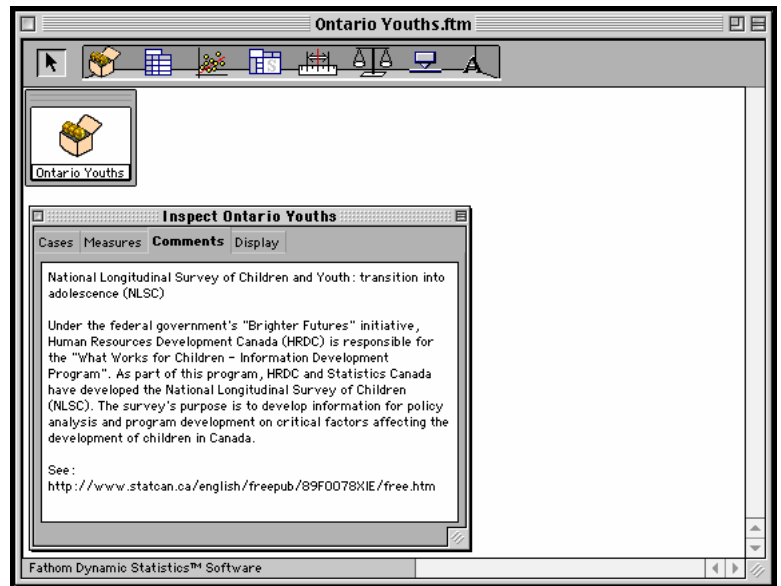 Ontario Youths.ftm
S
A
Ontario Youths
Inspect Ontario Youths
Cases Measures Comments Display
National Longitudinal Survey of Children and Youth: transition into
adolescence (NLSC)
Under the federal government's "Brighter Futures" initiative,
Human Resources Development Canada (HRDC) is responsible for
the "What Works for Children - Information Development
Program". As part of this program, HRDC and Statistics Canada
have developed the National Longitudinal Survey of Children
(NLSC). The survey's purpose is to develop information for policy
analysis and program development on critical factors affecting the
development of children in Canada.
See:
http://www.statcan.ca/english/freepub/89F0078XIE/free.htm
Fathom Dynamic Statistics™ Software